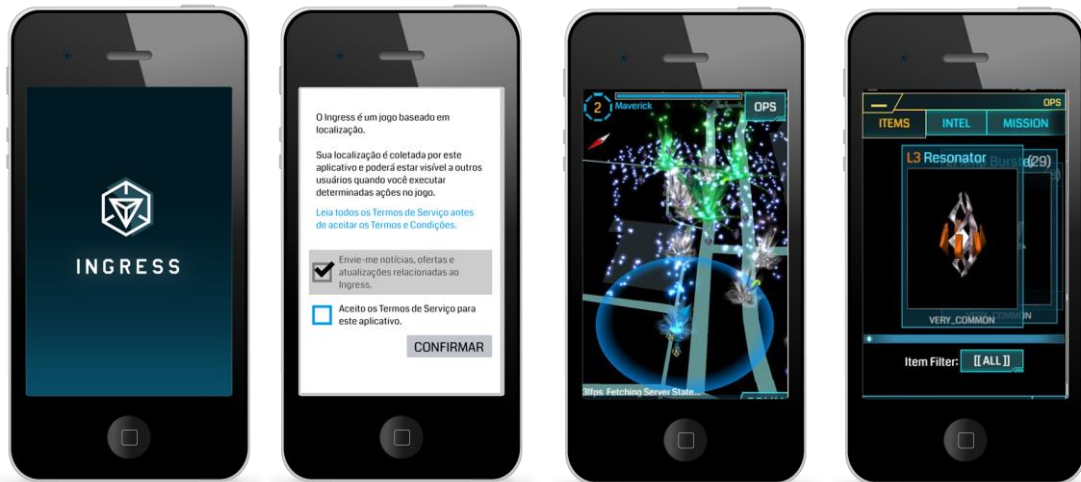 INGRESS
O Ingress é um jogo baseado em
localização.
Sua localização é coletada por este
aplicativo e poderá estar visível a outros
usuários quando você executar
determinadas ações no jogo.
Leia todos os Termos de Serviço antes
de aceitar os Termos e Condições.
Envie-me notícias, ofertas e
atualizações relacionadas ao
Ingress.
Aceito os Termos de Serviço para
este aplicativo.
CONFIRMAR
2
Maverick
OPS
31fps Fetching Server State...
OPS
ITEMS
INTEL
MISSION
L3 Resonator
Burster
(29)
VERY_COMMON
Item Filter:
[[ ALL ]]